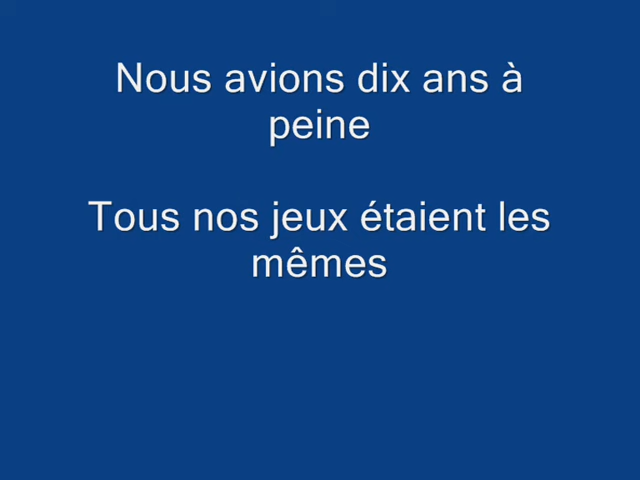 Nous avions dix ans à
peine
Tous nos jeux étaient les
mêmes